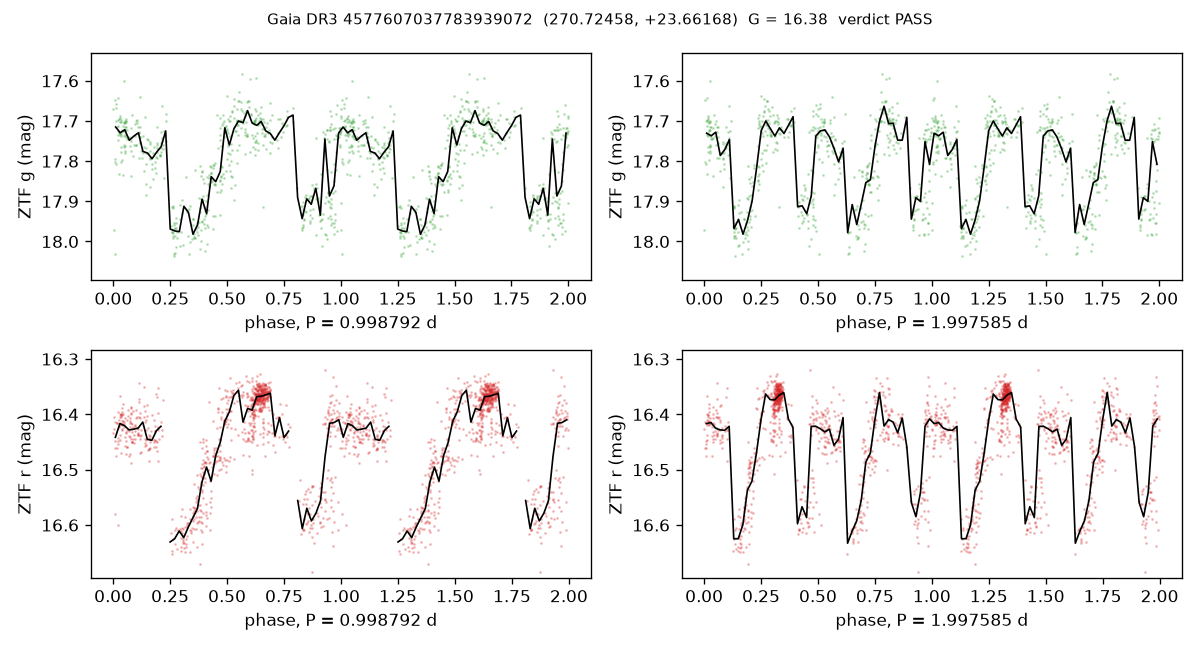 Gaia DR3 4577607037783939072 (270.72458, +23.66168) G = 16.38 verdict PASS
ZTF g (mag)
17.6
17.7
17.8
17.9
18.0
0.00 0.25 0.50 0.75 1.00 1.25 1.50 1.75 2.00
phase, P = 0.998792 d
ZTF g (mag)
17.6
17.7
17.8
17.9
18.0
0.00 0.25 0.50 0.75 1.00 1.25 1.50 1.75 2.00
phase, P = 1.997585 d
ZTF r (mag)
16.3
16.4
16.5
16.6
0.00 0.25 0.50 0.75 1.00 1.25 1.50 1.75 2.00
phase, P = 0.998792 d
ZTF r (mag)
16.3
16.4
16.5
16.6
0.00 0.25 0.50 0.75 1.00 1.25 1.50 1.75 2.00
phase, P = 1.997585 d